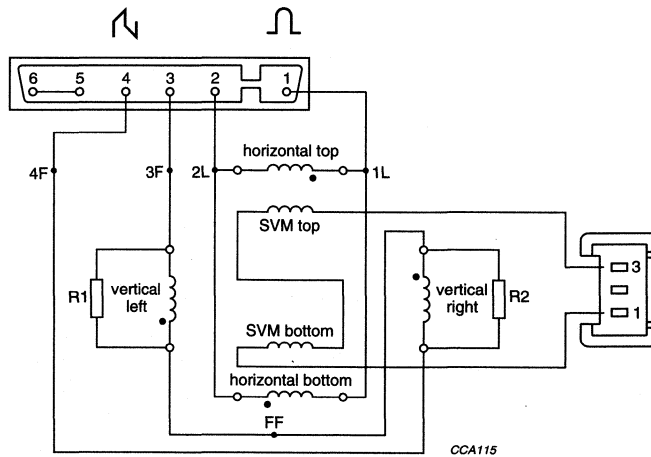 6 5 4 3 2 1
horizontal top
4F 3F 2L 1L
SVM top
3
R1 vertical left
vertical right R2
1
SVM bottom
horizontal bottom
FF
CCA115